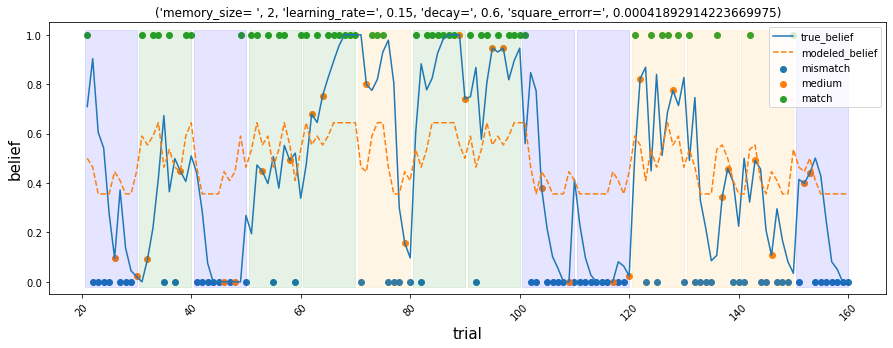 ('memory_size= ', 2, 'learning_rate=', 0.15, 'decay=', 0.6, 'square_errorr=', 0.00041892914223669975)
1.0
0.8
0.6
0.4
0.2
0.0
belief
20
40
60
80
100
120
140
160
trial
true_belief
modeled_belief
mismatch
medium
match